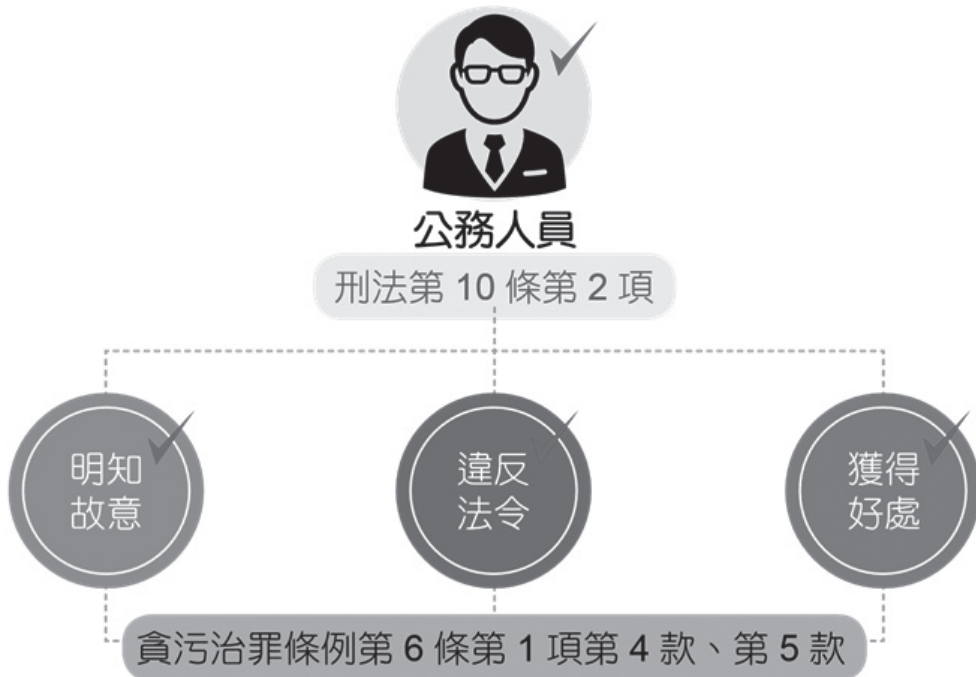 公務人員
刑法第 10 條第 2 項
明知
故意
違反
法令
獲得
好處
貪污治罪條例第 6 條第 1 項第 4 款、第 5 款